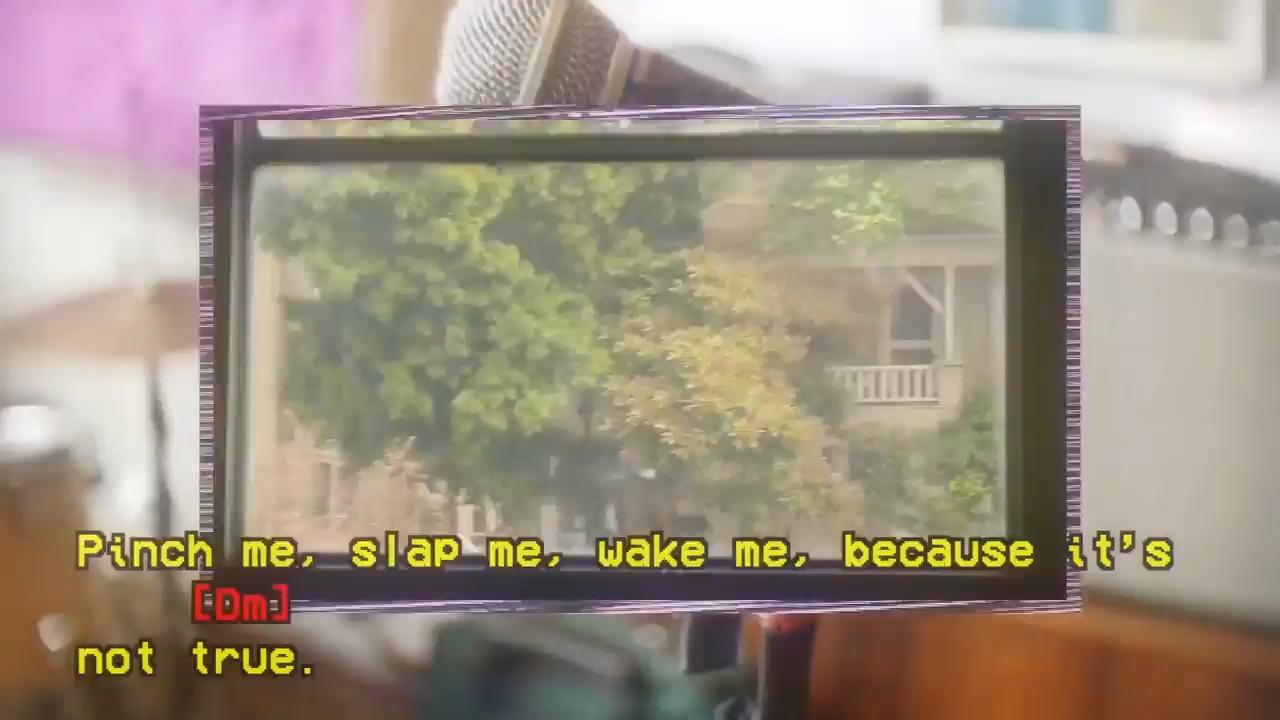 Pinch me, slap me, wake me, because it's
[Dm]
not true.